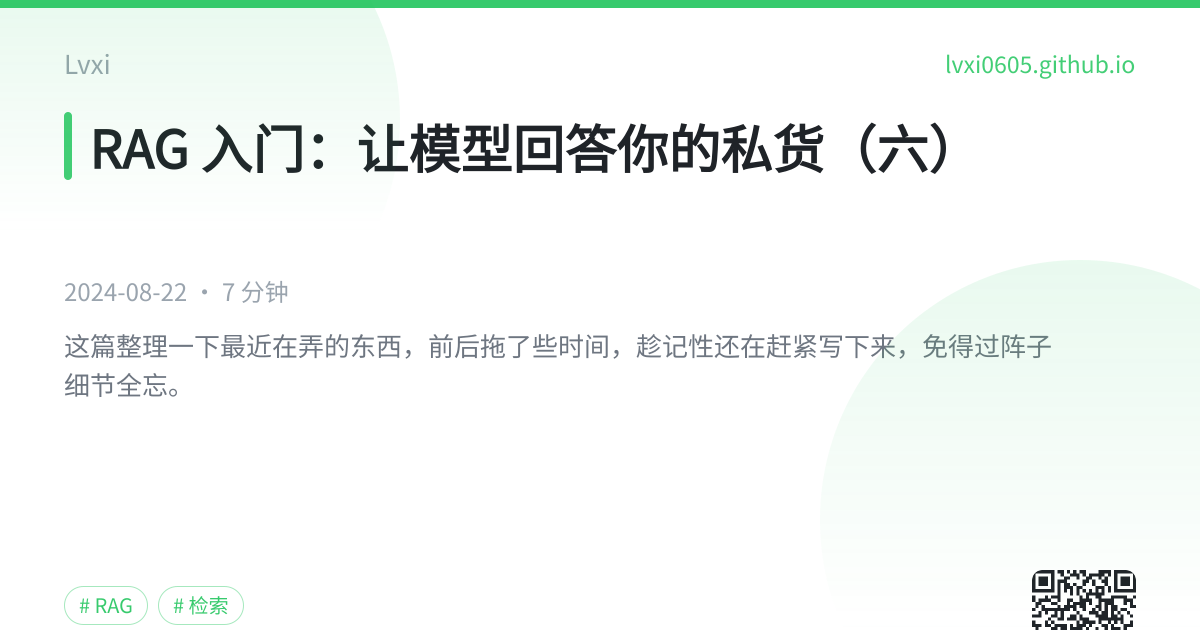 Lvxi
lvxi0605.github.io
RAG 入门：让模型回答你的私货（六）
2024-08-22 · 7 分钟
这篇整理一下最近在弄的东西，前后拖了些时间，趁记性还在赶紧写下来，免得过阵子
细节全忘。
# RAG
# 检索